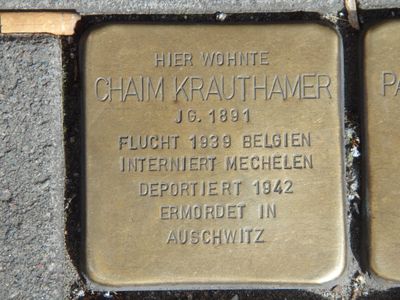 HIER WOHNTE
CHAIM KRAUTHAMER
JG. 1891
FLUCHT 1939 BELGIEN
INTERNIERT MECHELEN
DEPORTIERT 1942
ERMORDET IN
AUSCHWITZ